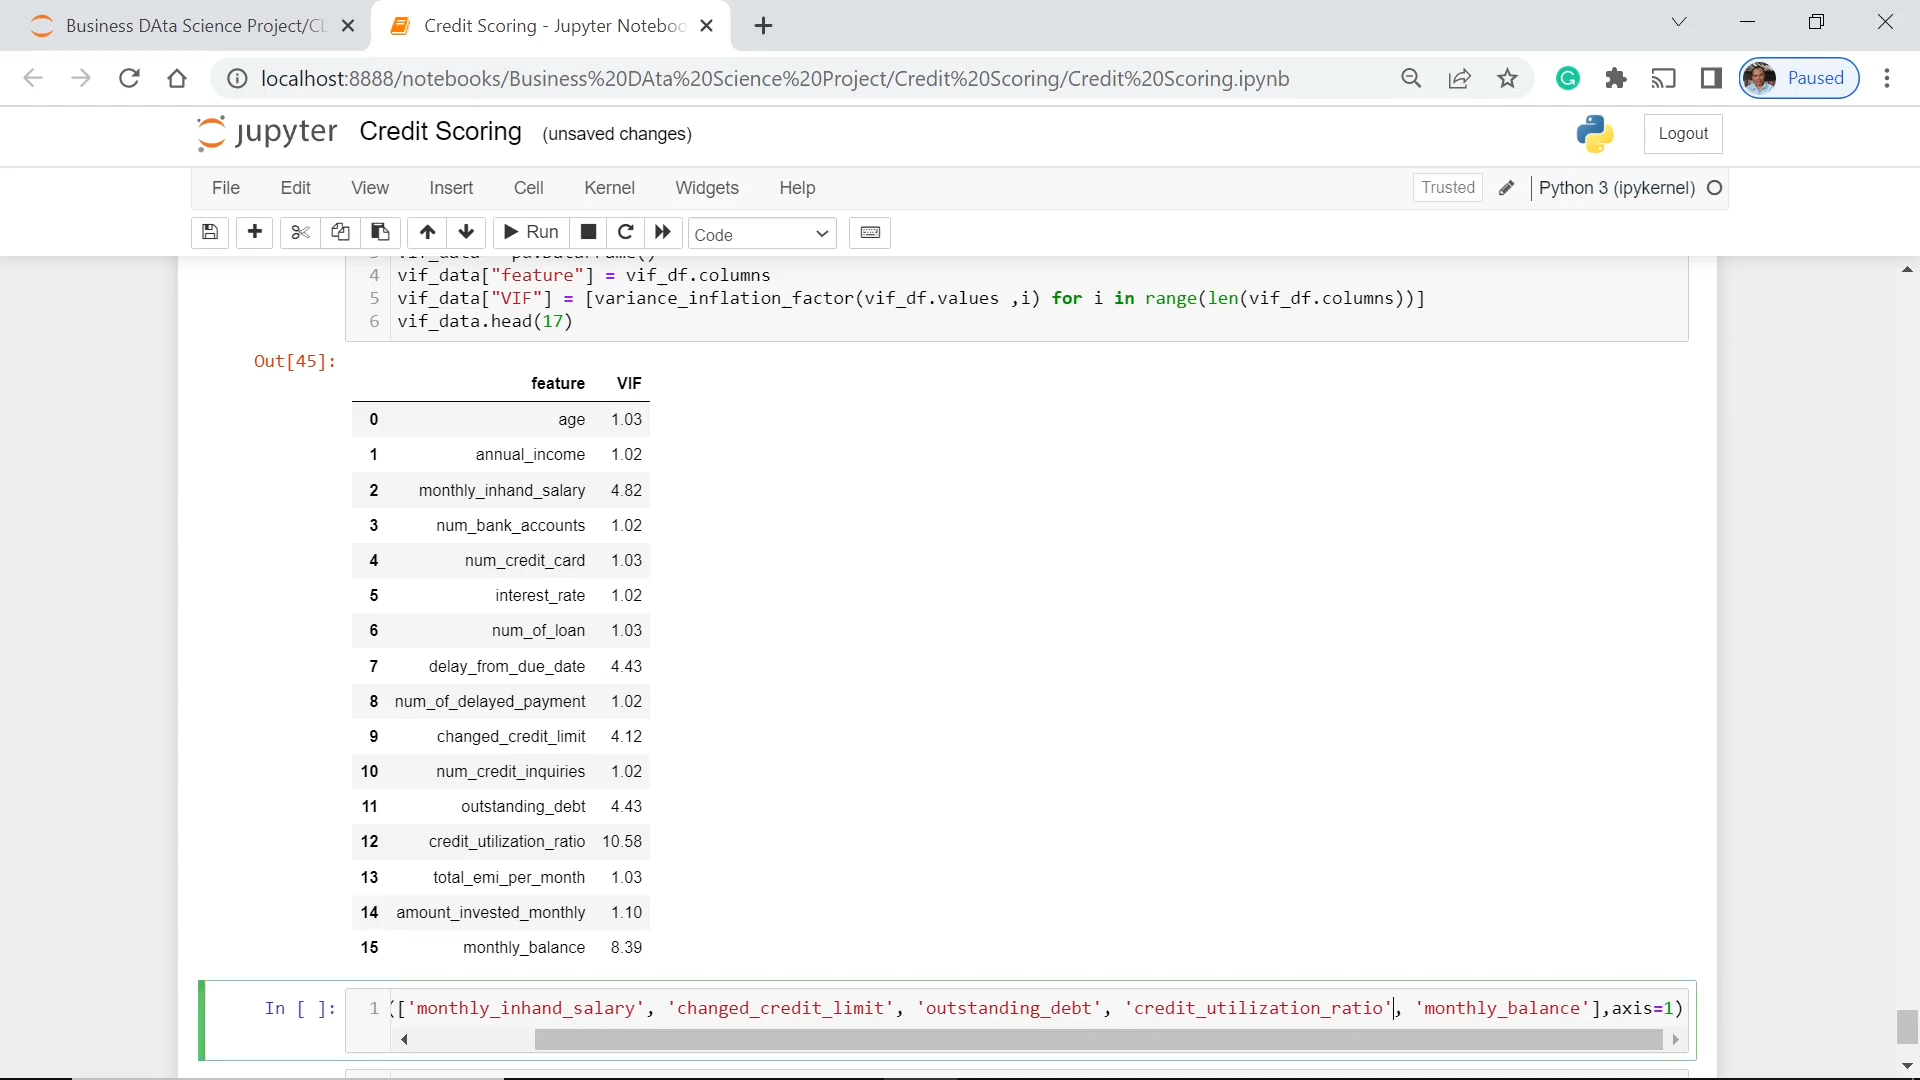 Business DAta Science Project/CL
Credit Scoring - Jupyter Noteboo
localhost:8888/notebooks/Business%20DAta%20Science%20Project/Credit%20Scoring/Credit%20Scoring.ipynb
Paused
jupyter Credit Scoring (unsaved changes)
Logout
File Edit View Insert Cell Kernel Widgets Help
Trusted Python 3 (ipykernel)
Run Code
4 vif_data["feature"] = vif_df.columns
5 vif_data["VIF"] = [variance_inflation_factor(vif_df.values ,i) for i in range(len(vif_df.columns))]
6 vif_data.head(17)
Out[45]:
feature VIF
0 age 1.03
1 annual_income 1.02
2 monthly_inhand_salary 4.82
3 num_bank_accounts 1.02
4 num_credit_card 1.03
5 interest_rate 1.02
6 num_of_loan 1.03
7 delay_from_due_date 4.43
8 num_of_delayed_payment 1.02
9 changed_credit_limit 4.12
10 num_credit_inquiries 1.02
11 outstanding_debt 4.43
12 credit_utilization_ratio 10.58
13 total_emi_per_month 1.03
14 amount_invested_monthly 1.10
15 monthly_balance 8.39
In [ ]: 1 (['monthly_inhand_salary', 'changed_credit_limit', 'outstanding_debt', 'credit_utilization_ratio', 'monthly_balance'],axis=1)